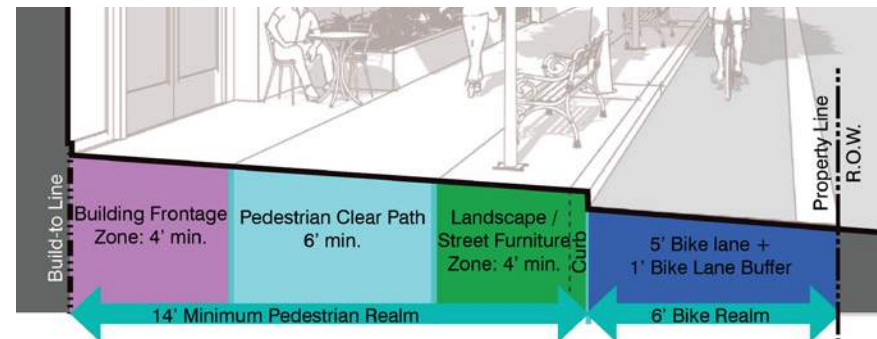 Build-to Line
Building Frontage
Zone: 4' min.
Pedestrian Clear Path
6' min.
Landscape /
Street Furniture
Zone: 4' min.
Curb
5' Bike lane +
1' Bike Lane Buffer
Property Line
R.O.W.
14' Minimum Pedestrian Realm
6' Bike Realm